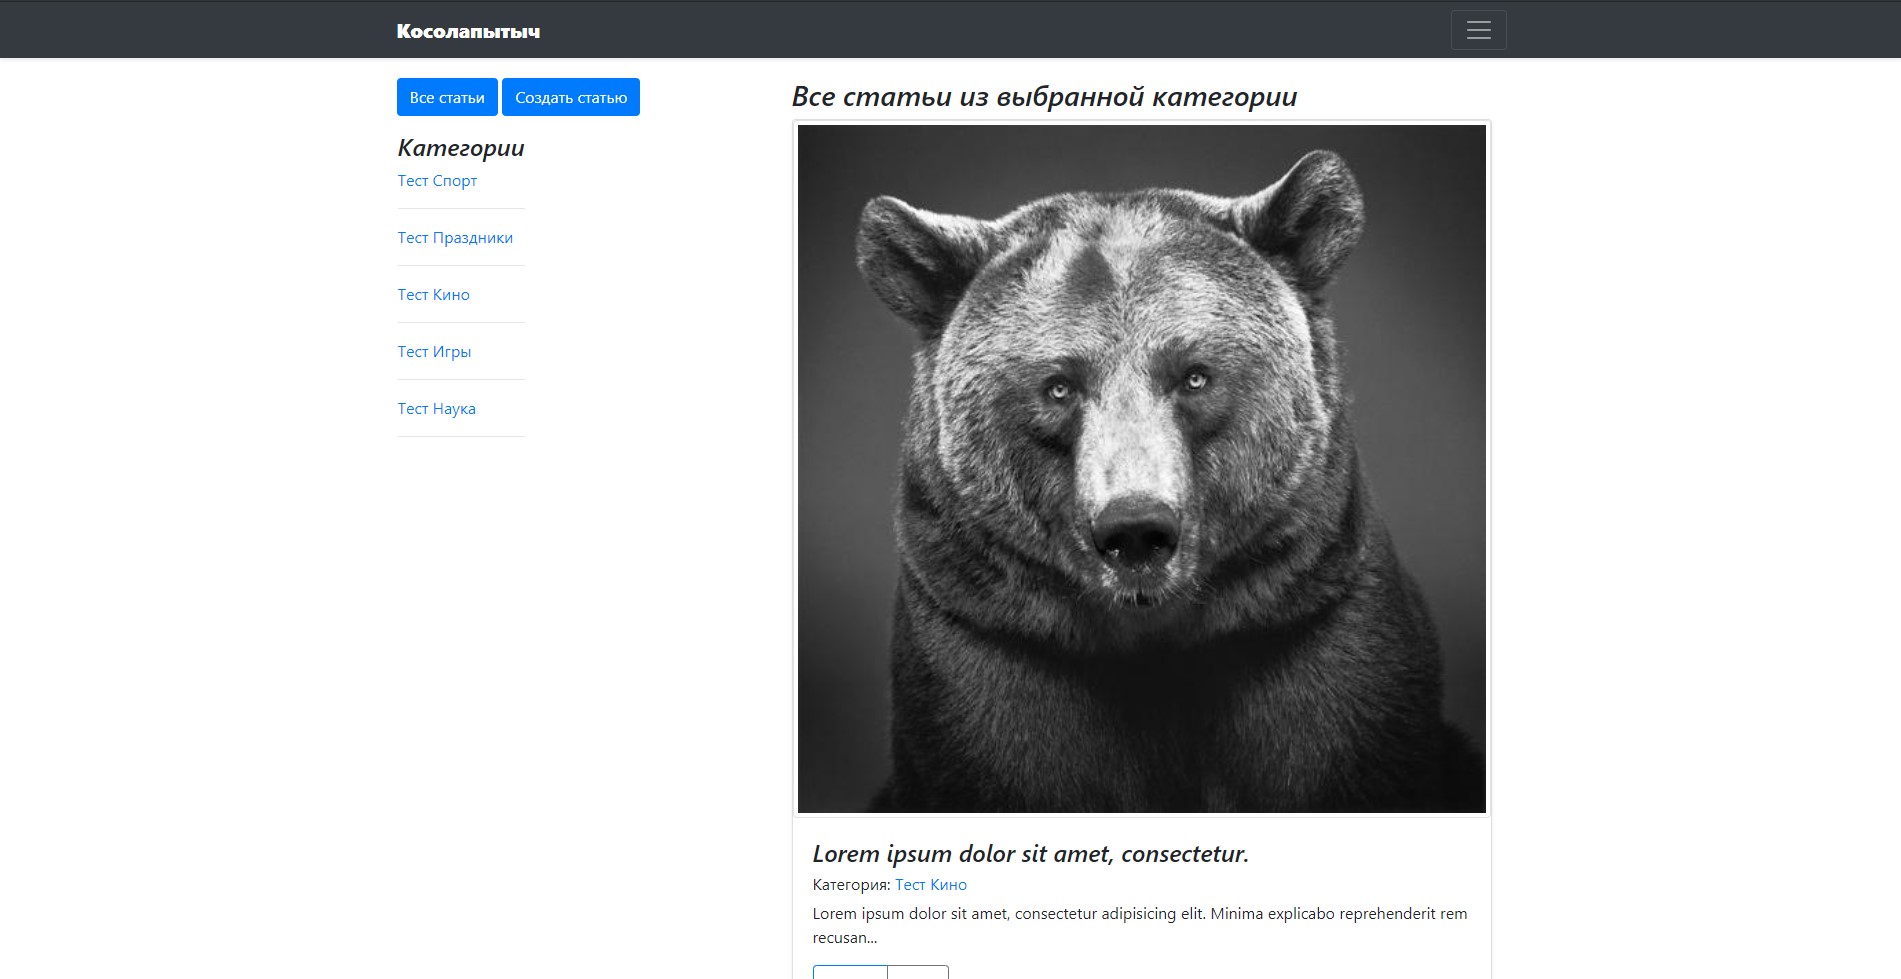 Косолапытыч
Все статьи Создать статью
Категории
Тест Спорт
Тест Праздники
Тест Кино
Тест Игры
Тест Наука
Все статьи из выбранной категории
Lorem ipsum dolor sit amet, consectetur.
Категория: Тест Кино
Lorem ipsum dolor sit amet, consectetur adipisicing elit. Minima explicabo reprehenderit rem
recusan...